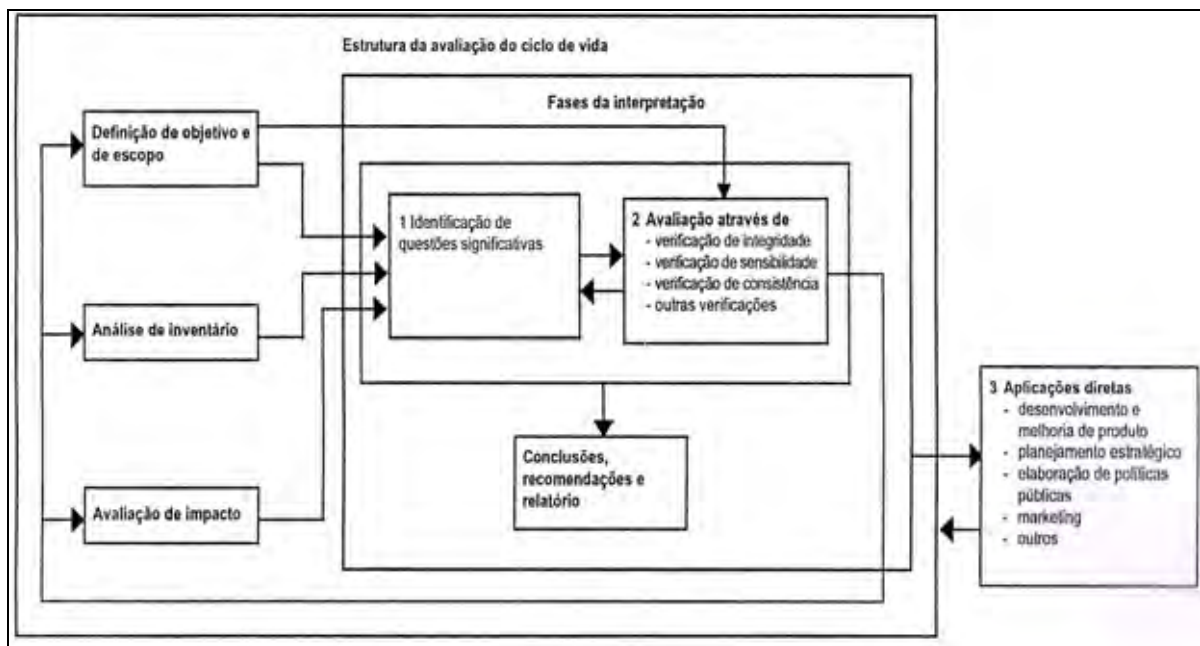 Estrutura da avaliação do ciclo de vida
Fases da interpretação
Definição de objetivo e
de escopo
1 Identificação de
questões significativas
2 Avaliação através de
- verificação de integridade
- verificação de sensibilidade
- verificação de consistência
- outras verificações
Análise de inventário
Avaliação de impacto
Conclusões,
recomendações e
relatório
3 Aplicações diretas
- desenvolvimento e
melhoria de produto
- planejamento estratégico
- elaboração de políticas
públicas
- marketing
- outros